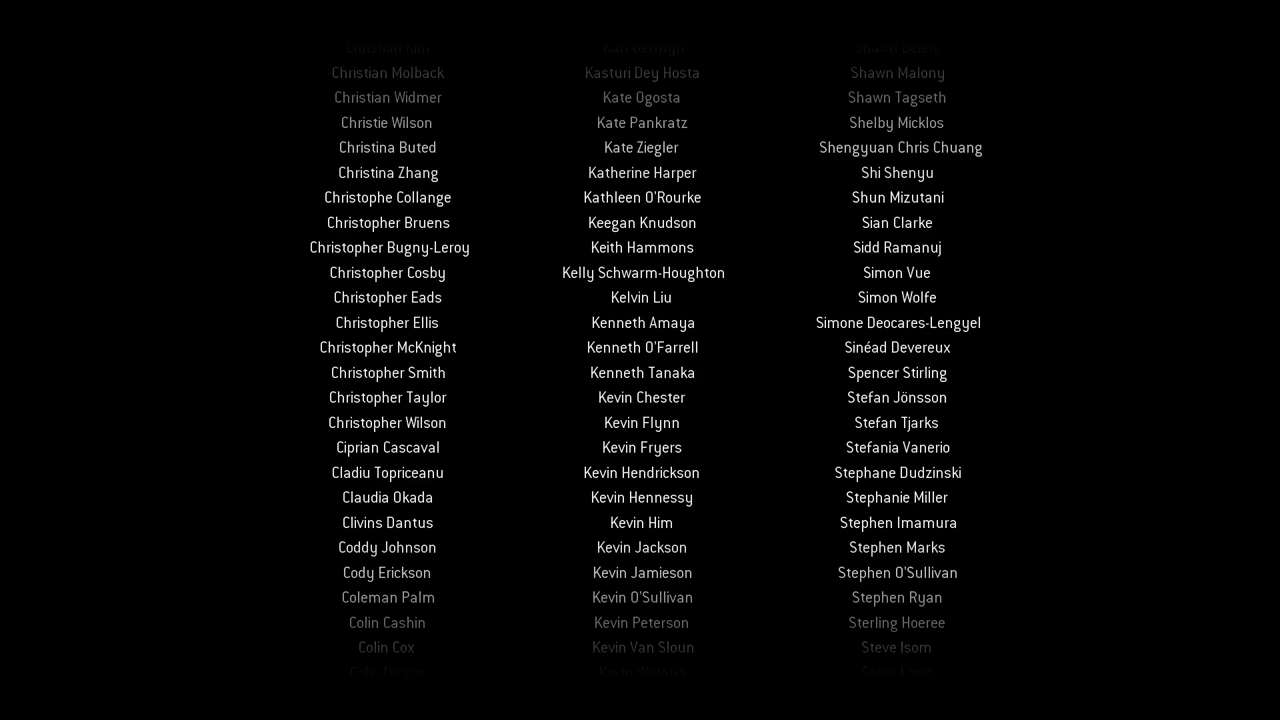 Christian Molback
Christian Widmer
Christie Wilson
Christina Buted
Christina Zhang
Christophe Collange
Christopher Bruens
Christopher Bugny-Leroy
Christopher Cosby
Christopher Eads
Christopher Ellis
Christopher McKnight
Christopher Smith
Christopher Taylor
Christopher Wilson
Ciprian Cascaval
Cladiu Topriceanu
Claudia Okada
Clivins Dantus
Coddy Johnson
Cody Erickson
Coleman Palm
Colin Cashin
Colin Cox
Kasturi Dey Hosta
Kate Ogosta
Kate Pankratz
Kate Ziegler
Katherine Harper
Kathleen O'Rourke
Keegan Knudson
Keith Hammons
Kelly Schwarm-Houghton
Kelvin Liu
Kenneth Amaya
Kenneth O'Farrell
Kenneth Tanaka
Kevin Chester
Kevin Flynn
Kevin Fryers
Kevin Hendrickson
Kevin Hennessy
Kevin Him
Kevin Jackson
Kevin Jamieson
Kevin O'Sullivan
Kevin Peterson
Kevin Van Sloun
Shawn Malony
Shawn Tagseth
Shelby Micklos
Shengyuan Chris Chuang
Shi Shenyu
Shun Mizutani
Sian Clarke
Sidd Ramanuj
Simon Vue
Simon Wolfe
Simone Deocares-Lengyel
Sinéad Devereux
Spencer Stirling
Stefan Jönsson
Stefan Tjarks
Stefania Vanerio
Stephane Dudzinski
Stephanie Miller
Stephen Imamura
Stephen Marks
Stephen O'Sullivan
Stephen Ryan
Sterling Hoeree
Steve Isom